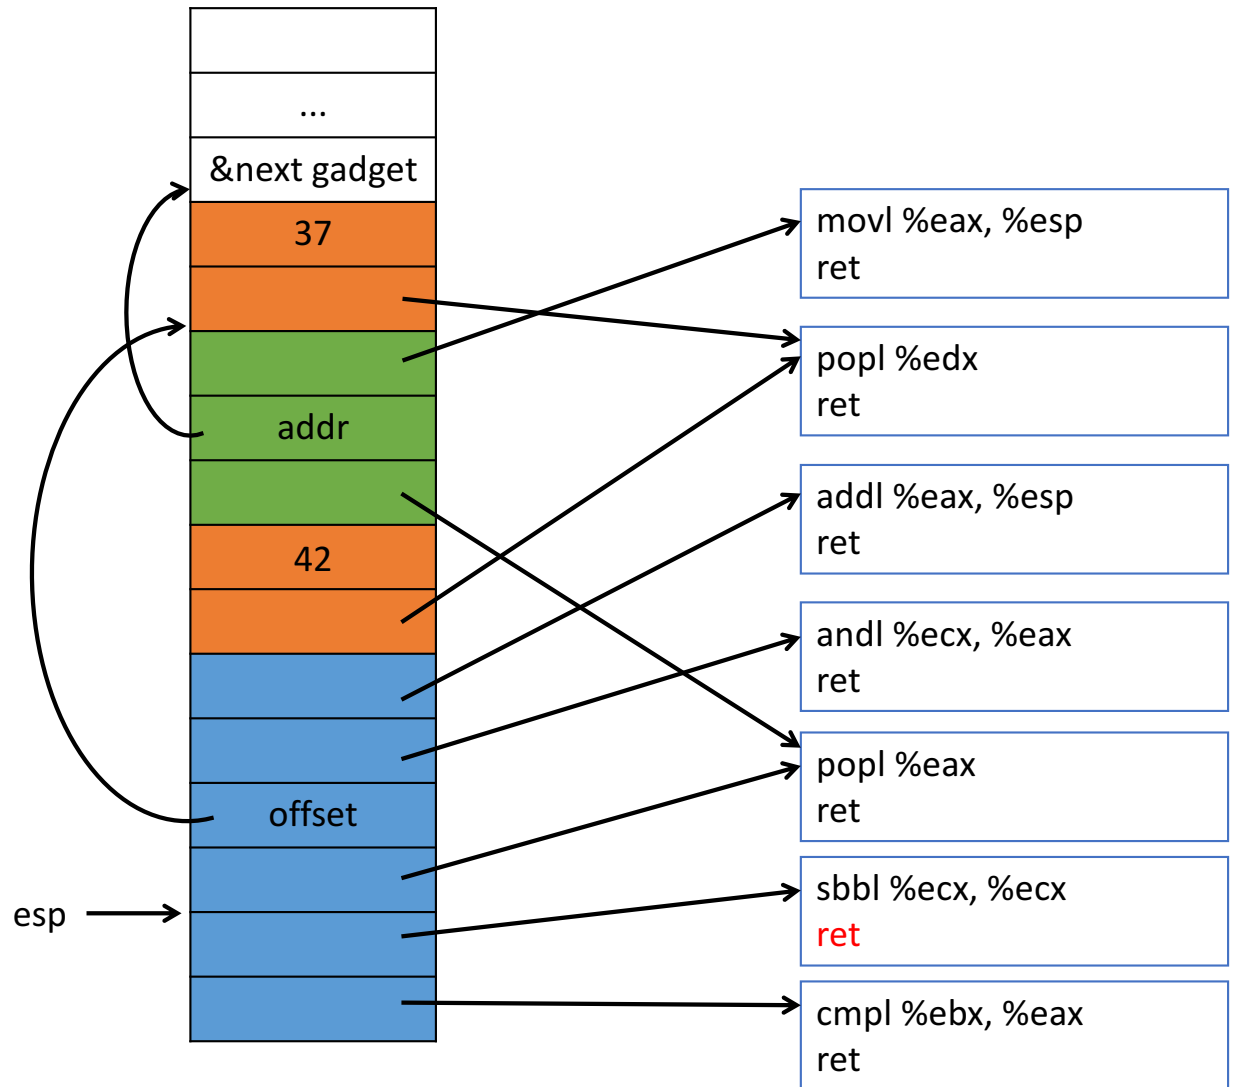 ...
&next gadget
37
addr
42
offset
esp
movl %eax, %esp
ret
popl %edx
ret
addl %eax, %esp
ret
andl %ecx, %eax
ret
popl %eax
ret
sbbl %ecx, %ecx
ret
cmpl %ebx, %eax
ret